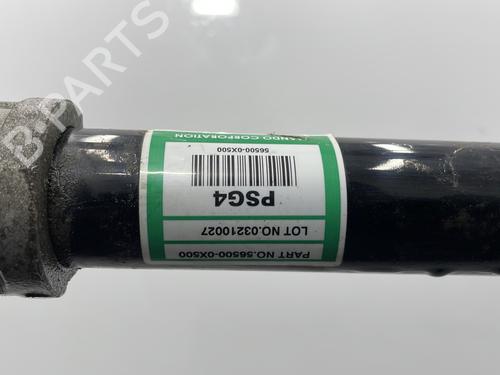 PART NO.56500-0X500
LOT NO.03210027
PSG4
56500-0X500
MANDO CORPORATION
B-PARTS